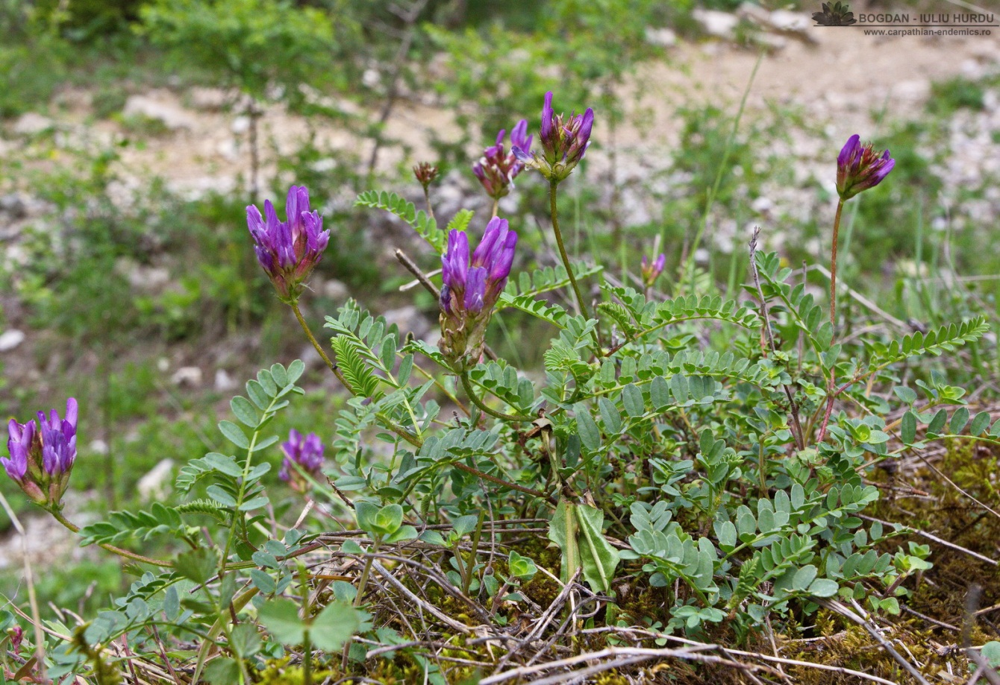 BOGDAN - IULIU HURDU
www.carpathian-endemics.ro